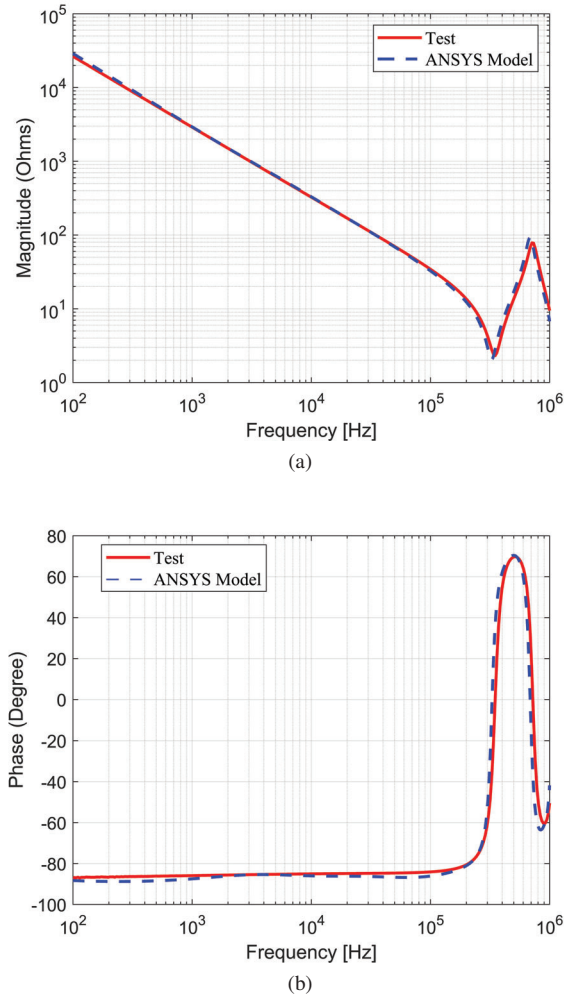 10^5
10^4
10^3
10^2
10^1
10^0
Magnitude (Ohms)
Test
ANSYS Model
10^2 10^3 10^4 10^5 10^6
Frequency [Hz]
(a)
80
60
40
20
0
-20
-40
-60
-80
-100
Phase (Degree)
Test
ANSYS Model
10^2 10^3 10^4 10^5 10^6
Frequency [Hz]
(b)